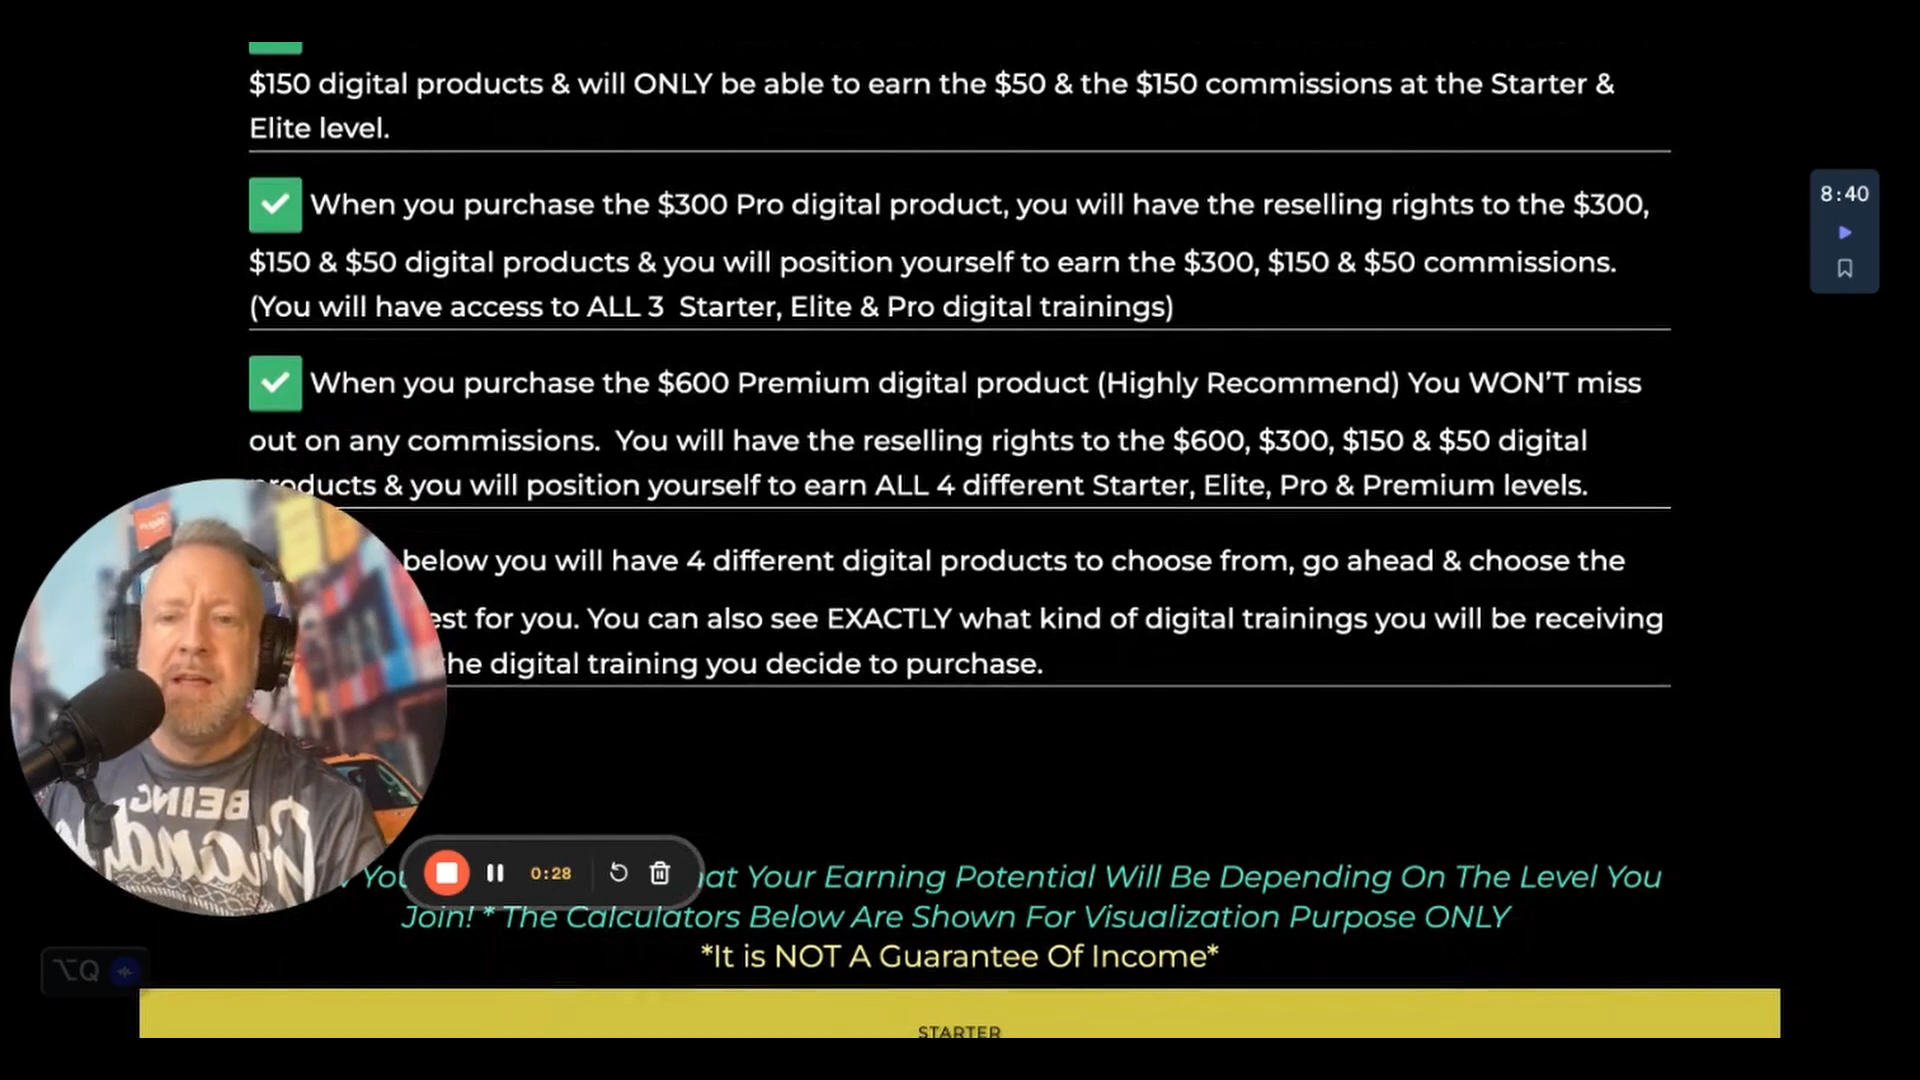 $150 digital products & will ONLY be able to earn the $50 & the $150 commissions at the Starter &
Elite level.
When you purchase the $300 Pro digital product, you will have the reselling rights to the $300,
$150 & $50 digital products & you will position yourself to earn the $300, $150 & $50 commissions.
(You will have access to ALL 3 Starter, Elite & Pro digital trainings)
When you purchase the $600 Premium digital product (Highly Recommend) You WON'T miss
out on any commissions. You will have the reselling rights to the $600, $300, $150 & $50 digital
products & you will position yourself to earn ALL 4 different Starter, Elite, Pro & Premium levels.
below you will have 4 different digital products to choose from, go ahead & choose the
for you. You can also see EXACTLY what kind of digital trainings you will be receiving
the digital training you decide to purchase.
8:40
BEING
0:28
Your Earning Potential Will Be Depending On The Level You
Join! * The Calculators Below Are Shown For Visualization Purpose ONLY
*It is NOT A Guarantee Of Income*
⌥Q
STARTER